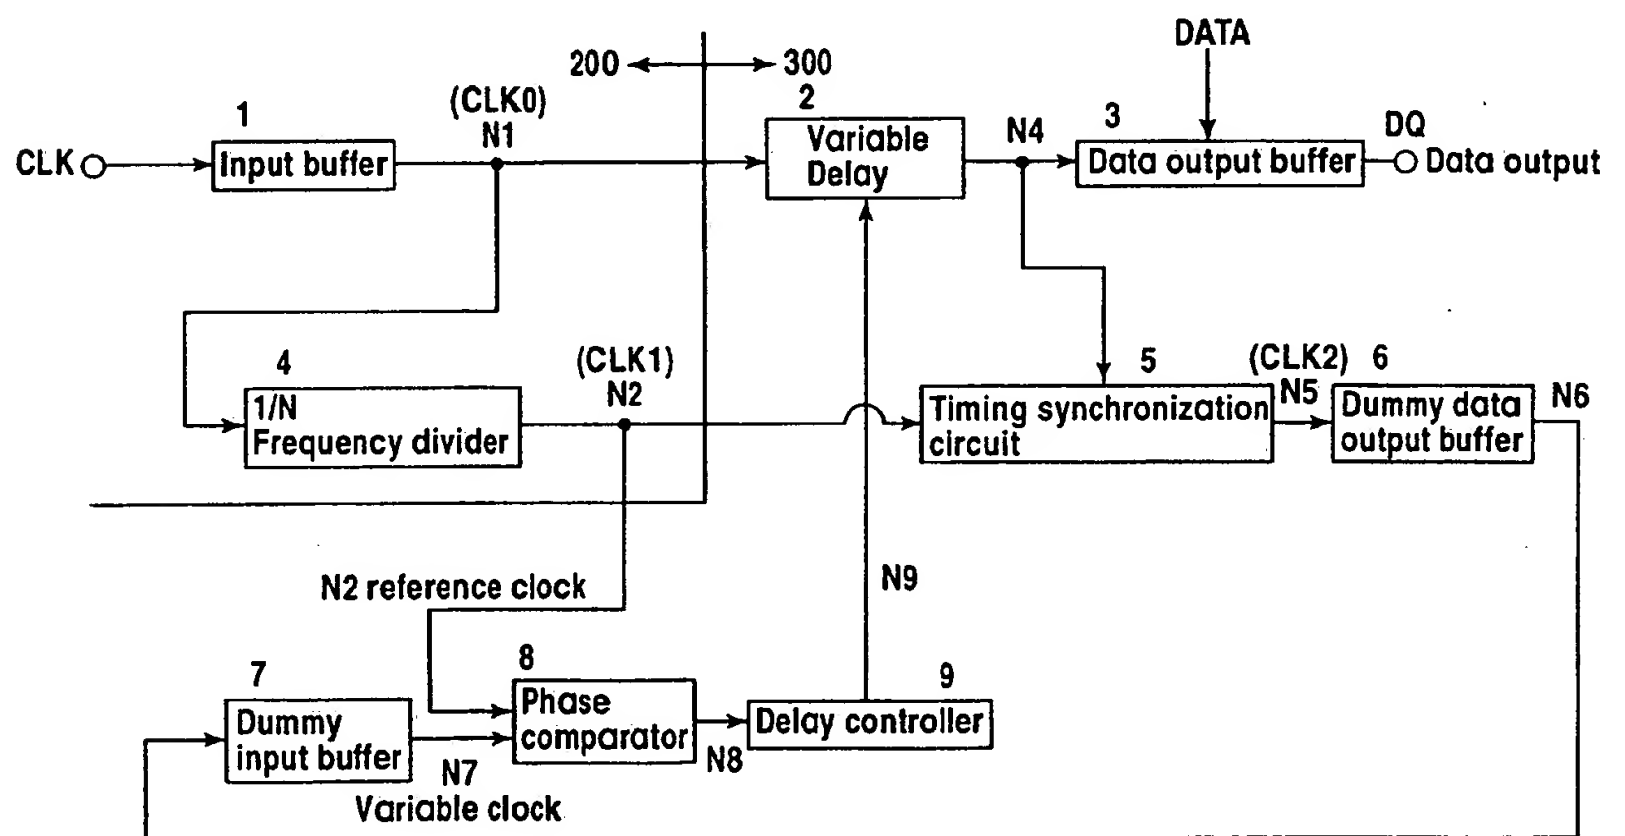 DATA
200
300
1
(CLK0)
N1
2
Variable
Delay
N4
3
DQ
CLK
Input buffer
Data output buffer
Data output
4
(CLK1)
N2
5
(CLK2)
N5
6
N6
1/N
Frequency divider
Timing synchronization
circuit
Dummy data
output buffer
N2 reference clock
N9
7
8
9
Dummy
input buffer
Phase
comparator
Delay controller
N8
N7
Variable clock